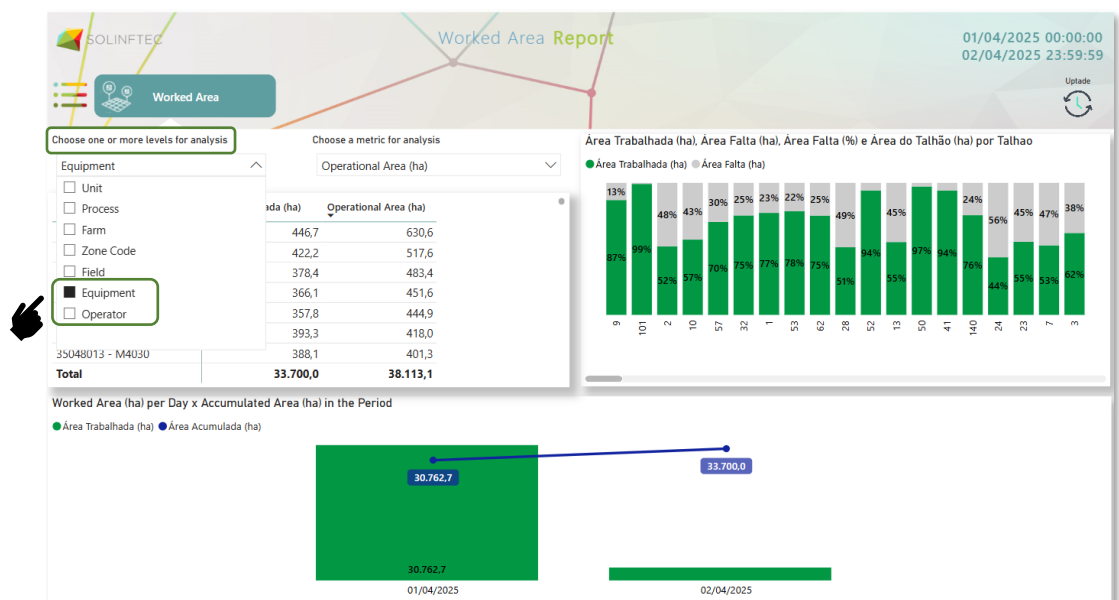 SOLINFTEC
Worked Area Report
01/04/2025 00:00:00
02/04/2025 23:59:59
Uptade
Worked Area
Choose one or more levels for analysis
Choose a metric for analysis
Equipment
Operational Area (ha)
Unit
Process
Farm
Zone Code
Field
Equipment
Operator
ada (ha) Operational Area (ha)
446,7 630,6
422,2 517,6
378,4 483,4
366,1 451,6
357,8 444,9
393,3 418,0
35048013 - M4030 388,1 401,3
Total 33.700,0 38.113,1
Área Trabalhada (ha), Área Falta (ha), Área Falta (%) e Área do Talhão (ha) por Talhao
Área Trabalhada (ha) Área Falta (ha)
13% 48% 43% 30% 25% 23% 22% 25% 49% 45% 24% 56% 45% 47% 38%
87% 99% 52% 57% 70% 75% 77% 78% 75% 51% 94% 55% 97% 94% 76% 44% 55% 53% 62%
9 101 2 10 57 32 1 53 62 28 52 13 50 41 140 24 23 7 3
Worked Area (ha) per Day x Accumulated Area (ha) in the Period
Área Trabalhada (ha) Área Acumulada (ha)
30.762,7
33.700,0
30.762,7
01/04/2025 02/04/2025